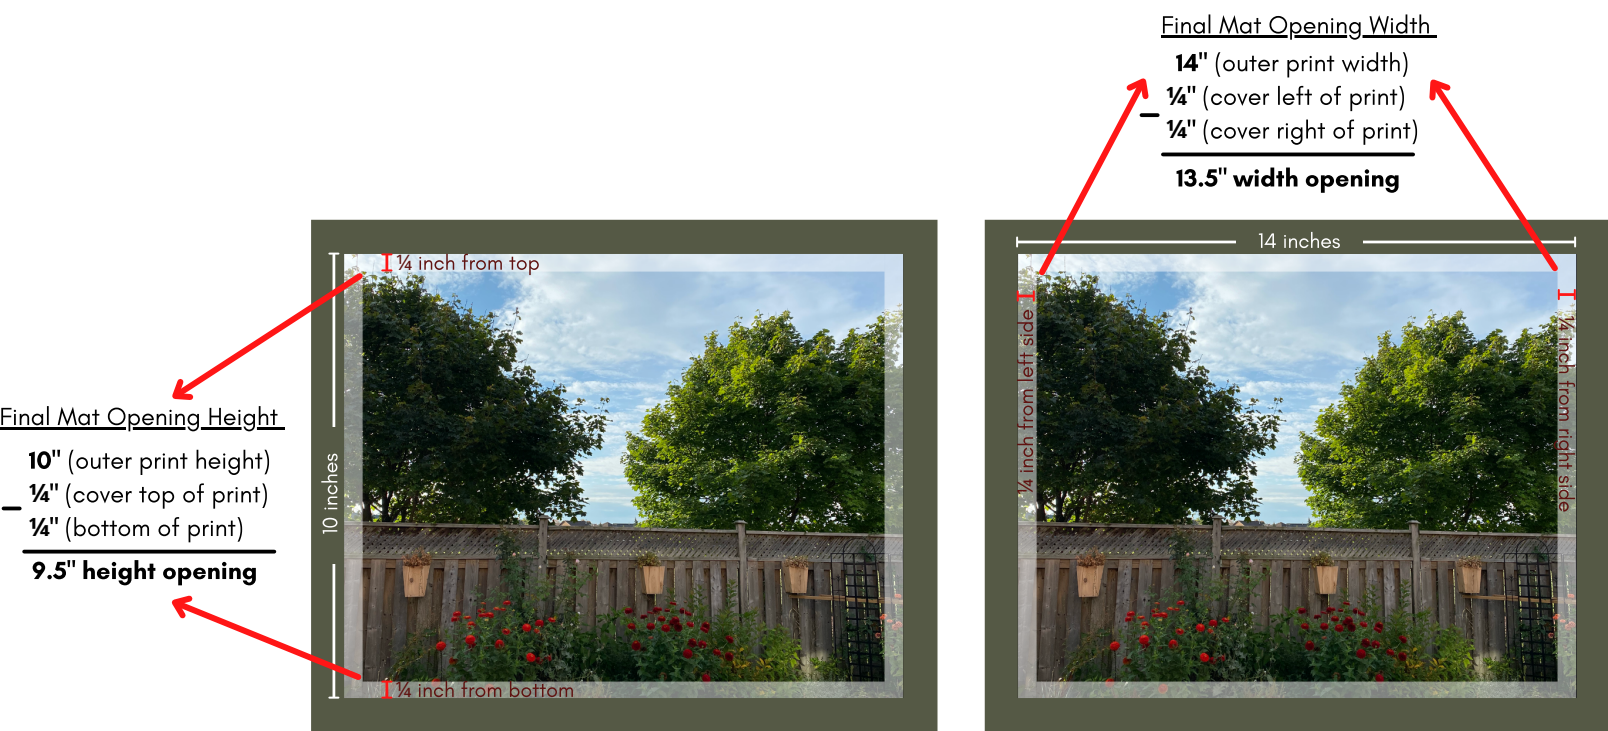 Final Mat Opening Width
14" (outer print width)
¼" (cover left of print)
– ¼" (cover right of print)
13.5" width opening
Final Mat Opening Height
10" (outer print height)
¼" (cover top of print)
– ¼" (bottom of print)
9.5" height opening
¼ inch from top
10 inches
¼ inch from bottom
14 inches
¼ inch from left side
¼ inch from right side